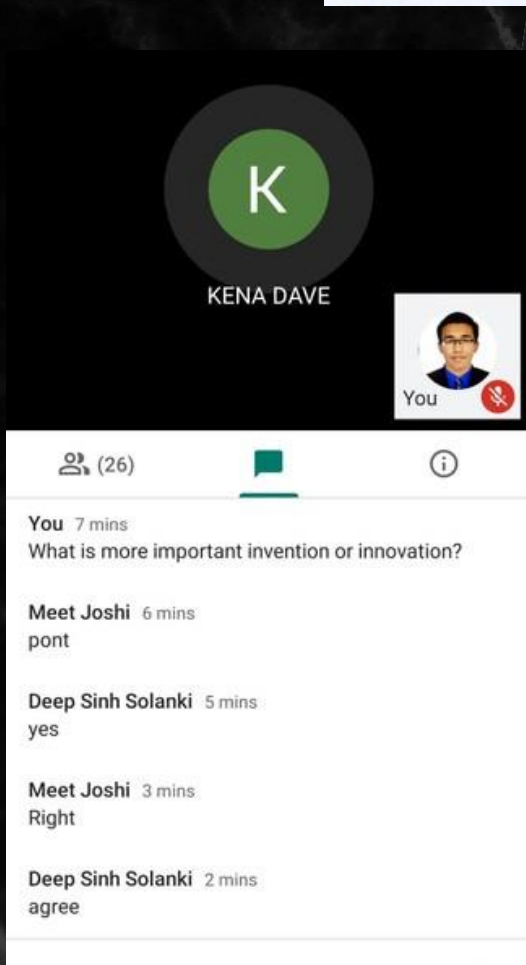 K
KENA DAVE
You
(26)
You 7 mins
What is more important invention or innovation?
Meet Joshi 6 mins
pont
Deep Sinh Solanki 5 mins
yes
Meet Joshi 3 mins
Right
Deep Sinh Solanki 2 mins
agree